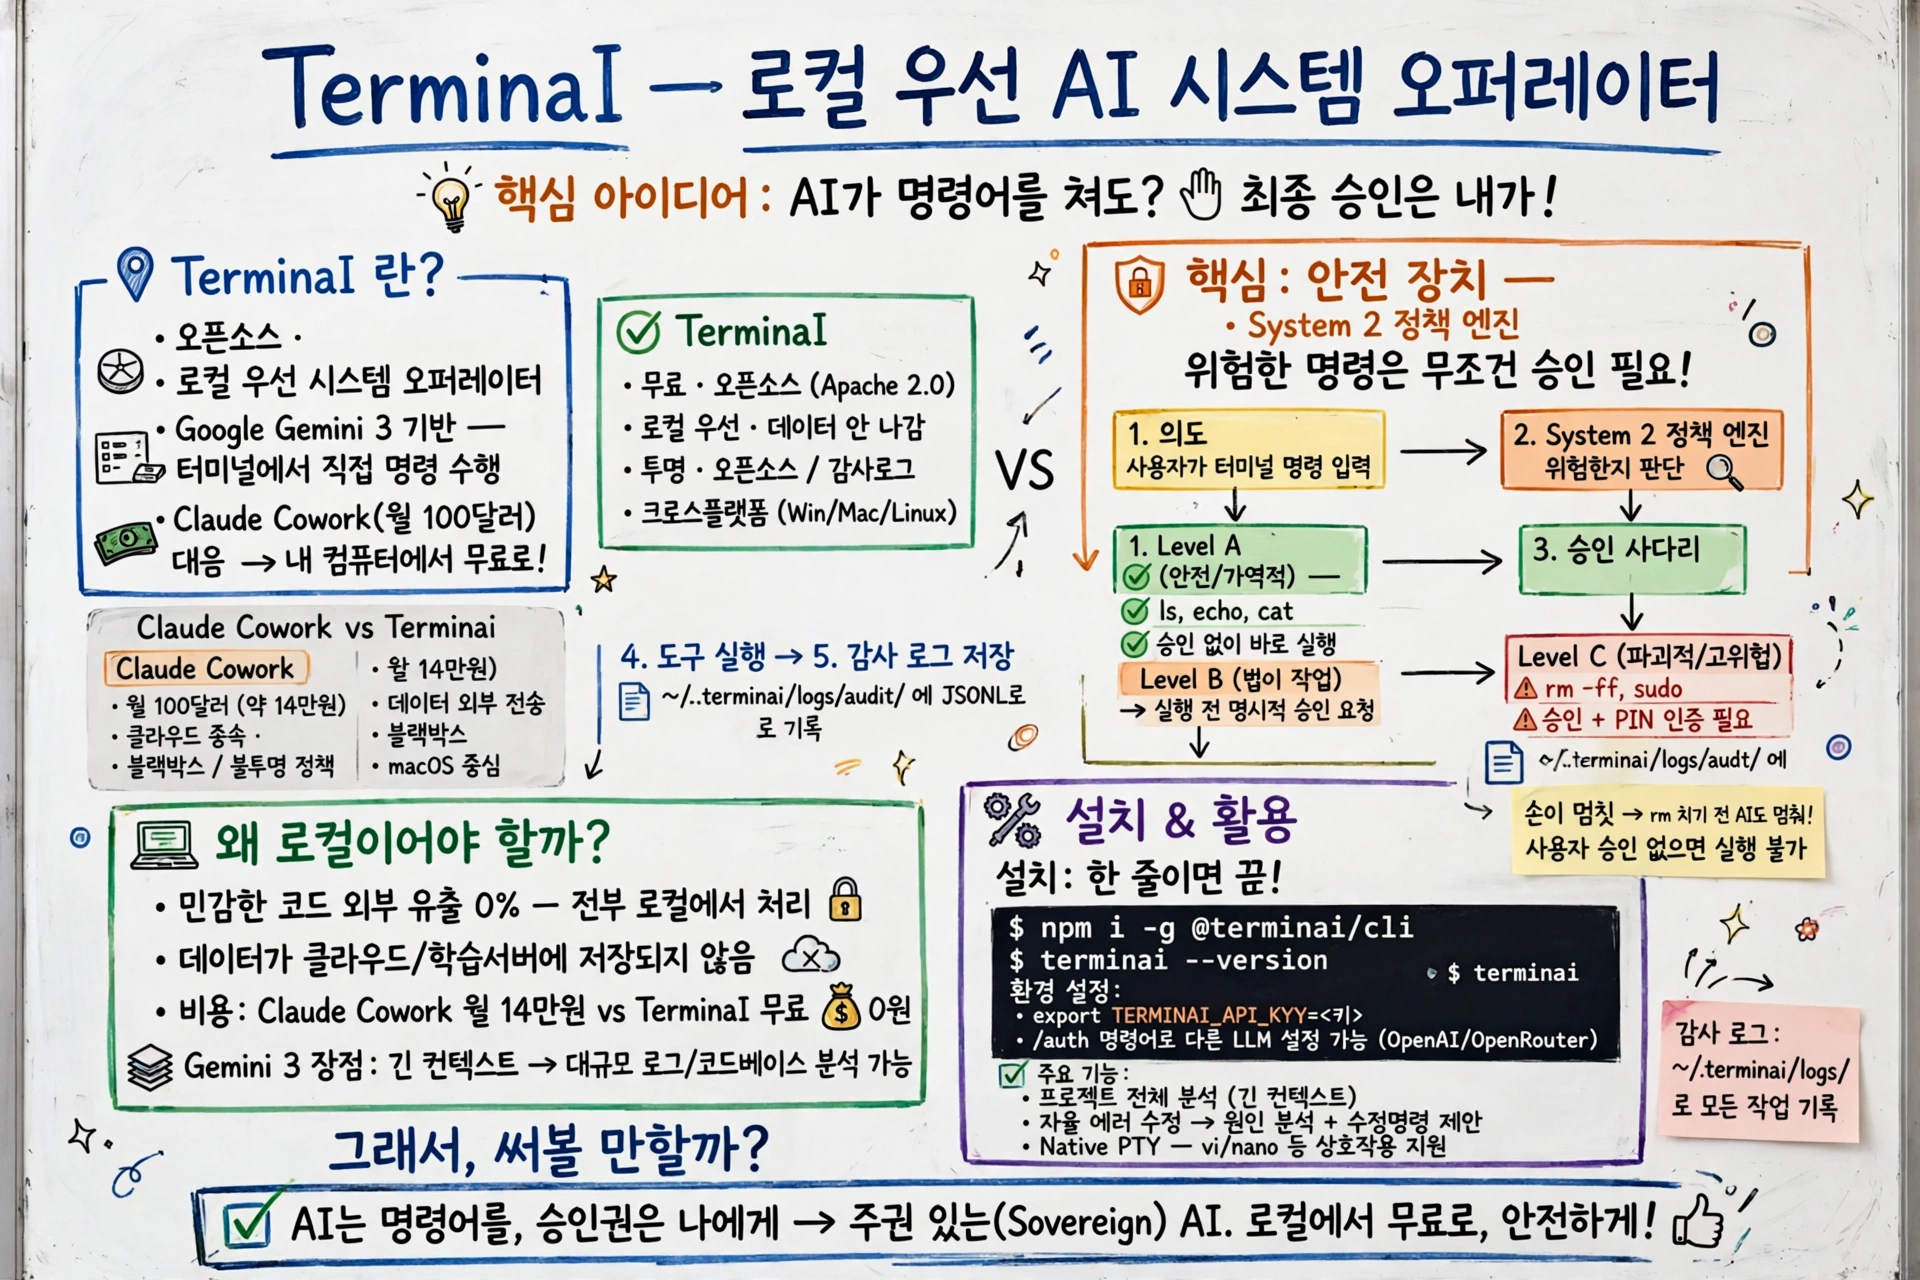 TerminaI → 로컬 우선 AI 시스템 오퍼레이터
핵심 아이디어: AI가 명령어를 쳐도? 최종 승인은 내가!
TerminaI 란?
• 오픈소스 ·
• 로컬 우선 시스템 오퍼레이터
• Google Gemini 3 기반 —
터미널에서 직접 명령 수행
• Claude Cowork(월 100달러)
대응 → 내 컴퓨터에서 무료로!
TerminaI
• 무료 · 오픈소스 (Apache 2.0)
• 로컬 우선 · 데이터 안 나감
• 투명 · 오픈소스 / 감사로그
• 크로스플랫폼 (Win/Mac/Linux)
VS
Claude Cowork vs Terminai
Claude Cowork
• 월 100달러 (약 14만원)
• 클라우드 종속 ·
• 블랙박스 / 불투명 정책
• 왈 14만원)
• 데이터 외부 전송
• 블랙박스
• macOS 중심
4. 도구 실행 → 5. 감사 로그 저장
~/..terminai/logs/audit/ 에 JSONL로
로 기록
핵심: 안전 장치 —
• System 2 정책 엔진
위험한 명령은 무조건 승인 필요!
1. 의도
사용자가 터미널 명령 입력
2. System 2 정책 엔진
위험한지 판단
1. Level A
(안전/가역적) —
ls, echo, cat
승인 없이 바로 실행
3. 승인 사다리
Level B (법이 작업)
→ 실행 전 명시적 승인 요청
Level C (파괴적/고위헙)
rm -ff, sudo
승인 + PIN 인증 필요
~/..terminai/logs/audt/ 에
손이 멈칫 → rm 치기 전 AI도 멈춰!
사용자 승인 없으면 실행 불가
왜 로컬이어야 할까?
• 민감한 코드 외부 유출 0% — 전부 로컬에서 처리
• 데이터가 클라우드/학습서버에 저장되지 않음
• 비용: Claude Cowork 월 14만원 vs TerminaI 무료 $ 0원
Gemini 3 장점: 긴 컨텍스트 → 대규모 로그/코드베이스 분석 가능
설치 & 활용
설치: 한 줄이면 끝!
$ npm i -g @terminai/cli
$ terminai --version
• $ terminai
환경 설정:
• export TERMINAI_API_KYY=<키>
• /auth 명령어로 다른 LLM 설정 가능 (OpenAI/OpenRouter)
주요 기능:
• 프로젝트 전체 분석 (긴 컨텍스트)
• 자율 에러 수정 → 원인 분석 + 수정명령 제안
• Native PTY — vi/nano 등 상호작용 지원
감사 로그:
~/.terminai/logs/
로 모든 작업 기록
그래서, 써볼 만할까?
AI는 명령어를, 승인권은 나에게 → 주권 있는(Sovereign) AI. 로컬에서 무료로, 안전하게!